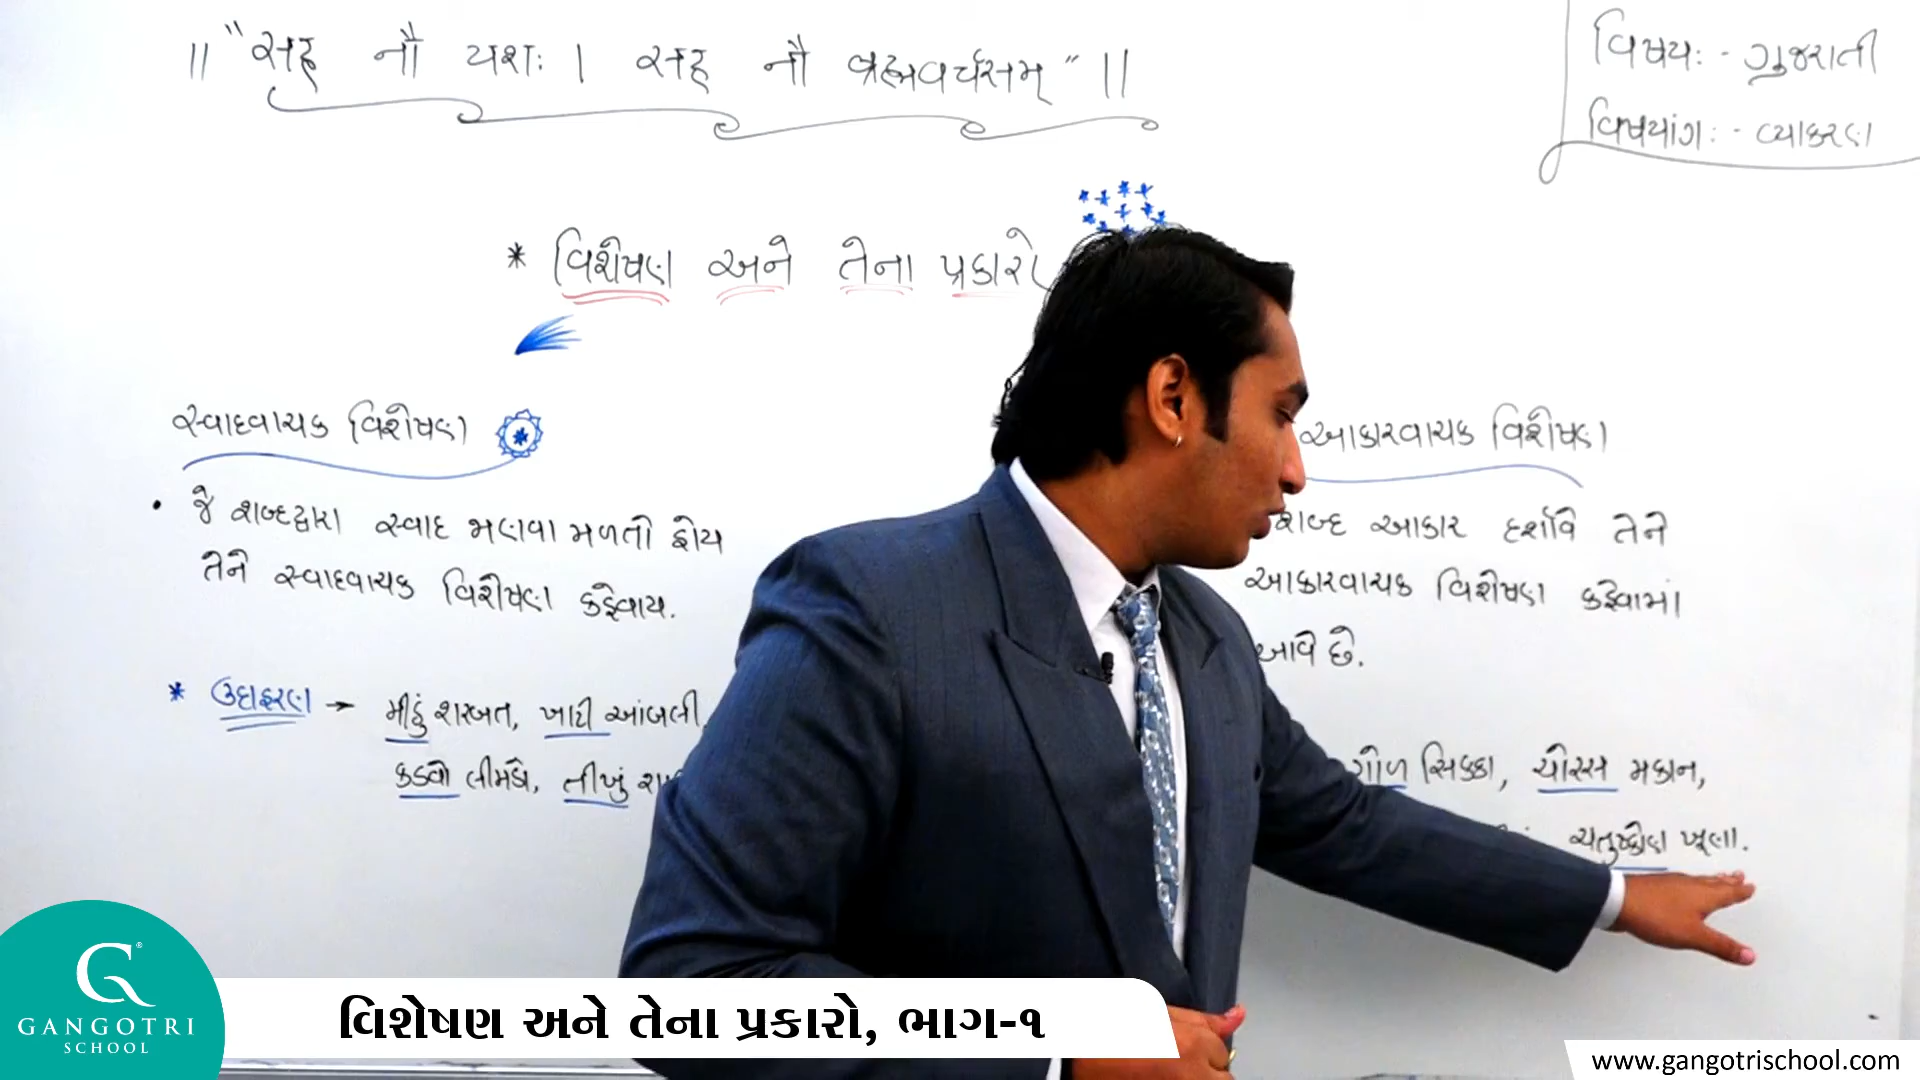 ॥ "સહ નૌ યશઃ । સહ નૌ બ્રહ્મવર્ચસમ્" ॥
વિષયઃ- ગુજરાતી
વિષયાંગઃ- વ્યાકરણ
* વિશેષણ અને તેના પ્રકારો
સ્વાદવાચક વિશેષણ
• જે શબ્દદ્વારા સ્વાદ જાણવા મળતો હોય
તેને સ્વાદવાચક વિશેષણ કહેવાય.
* ઉદાહરણ → મીઠું શરબત, ખાટી આંબલી,
કડવો લીમડો, તીખું
આકારવાચક વિશેષણ
શબ્દ આકાર દર્શાવે તેને
આકારવાચક વિશેષણ કહેવામાં
આવે છે.
ગોળ સિક્કા, ચોરસ મકાન,
ચતુષ્કોણ ખૂણા.
GANGOTRI
SCHOOL
વિશેષણ અને તેના પ્રકારો, ભાગ-૧
www.gangotrischool.com